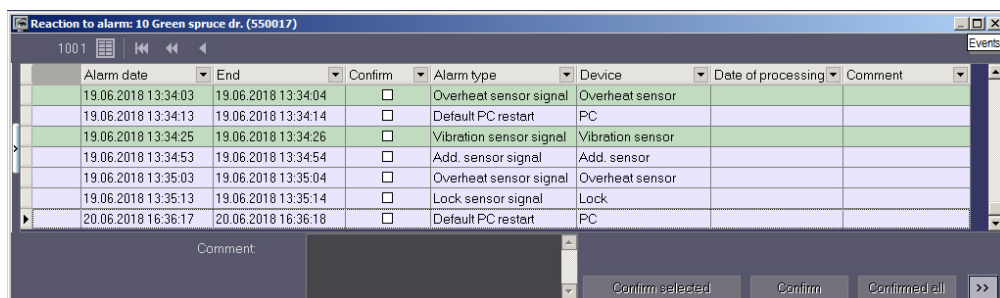 Reaction to alarm: 10 Green spruce dr. (550017)
Events
1001
Alarm date End Confirm Alarm type Device Date of processing Comment
19.06.2018 13:34:03 19.06.2018 13:34:04 Overheat sensor signal Overheat sensor
19.06.2018 13:34:13 19.06.2018 13:34:14 Default PC restart PC
19.06.2018 13:34:25 19.06.2018 13:34:26 Vibration sensor signal Vibration sensor
19.06.2018 13:34:53 19.06.2018 13:34:54 Add. sensor signal Add. sensor
19.06.2018 13:35:03 19.06.2018 13:35:04 Overheat sensor signal Overheat sensor
19.06.2018 13:35:13 19.06.2018 13:35:14 Lock sensor signal Lock
20.06.2018 16:36:17 20.06.2018 16:36:18 Default PC restart PC
Comment:
Confirm selected Confirm Confirmed all >>